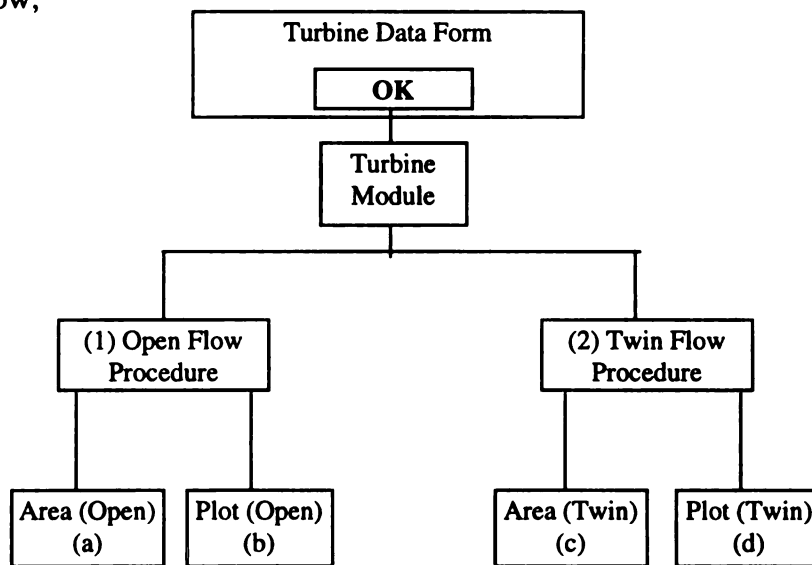 Turbine Data Form
OK
Turbine
Module
(1) Open Flow
Procedure
(2) Twin Flow
Procedure
Area (Open)
(a)
Plot (Open)
(b)
Area (Twin)
(c)
Plot (Twin)
(d)